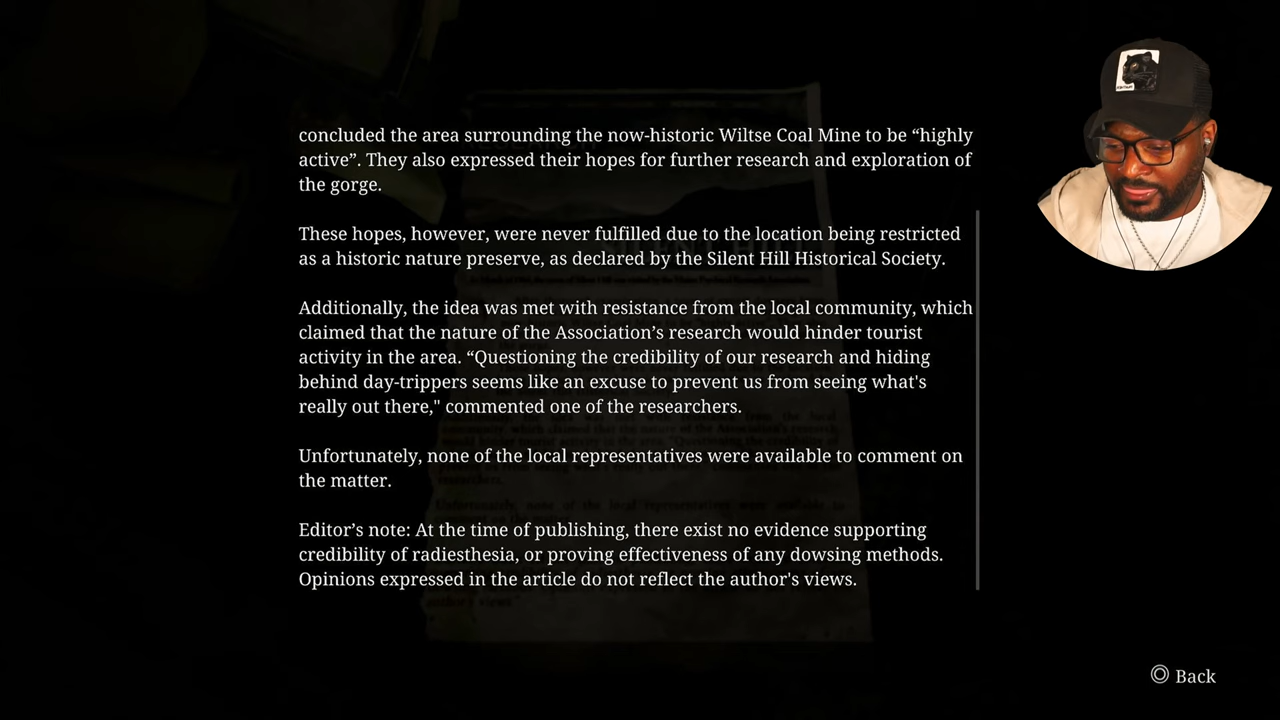 concluded the area surrounding the now-historic Wiltse Coal Mine to be “highly
active”. They also expressed their hopes for further research and exploration of
the gorge.
These hopes, however, were never fulfilled due to the location being restricted
as a historic nature preserve, as declared by the Silent Hill Historical Society.
Additionally, the idea was met with resistance from the local community, which
claimed that the nature of the Association’s research would hinder tourist
activity in the area. “Questioning the credibility of our research and hiding
behind day-trippers seems like an excuse to prevent us from seeing what's
really out there," commented one of the researchers.
Unfortunately, none of the local representatives were available to comment on
the matter.
Editor’s note: At the time of publishing, there exist no evidence supporting
credibility of radiesthesia, or proving effectiveness of any dowsing methods.
Opinions expressed in the article do not reflect the author's views.
Back